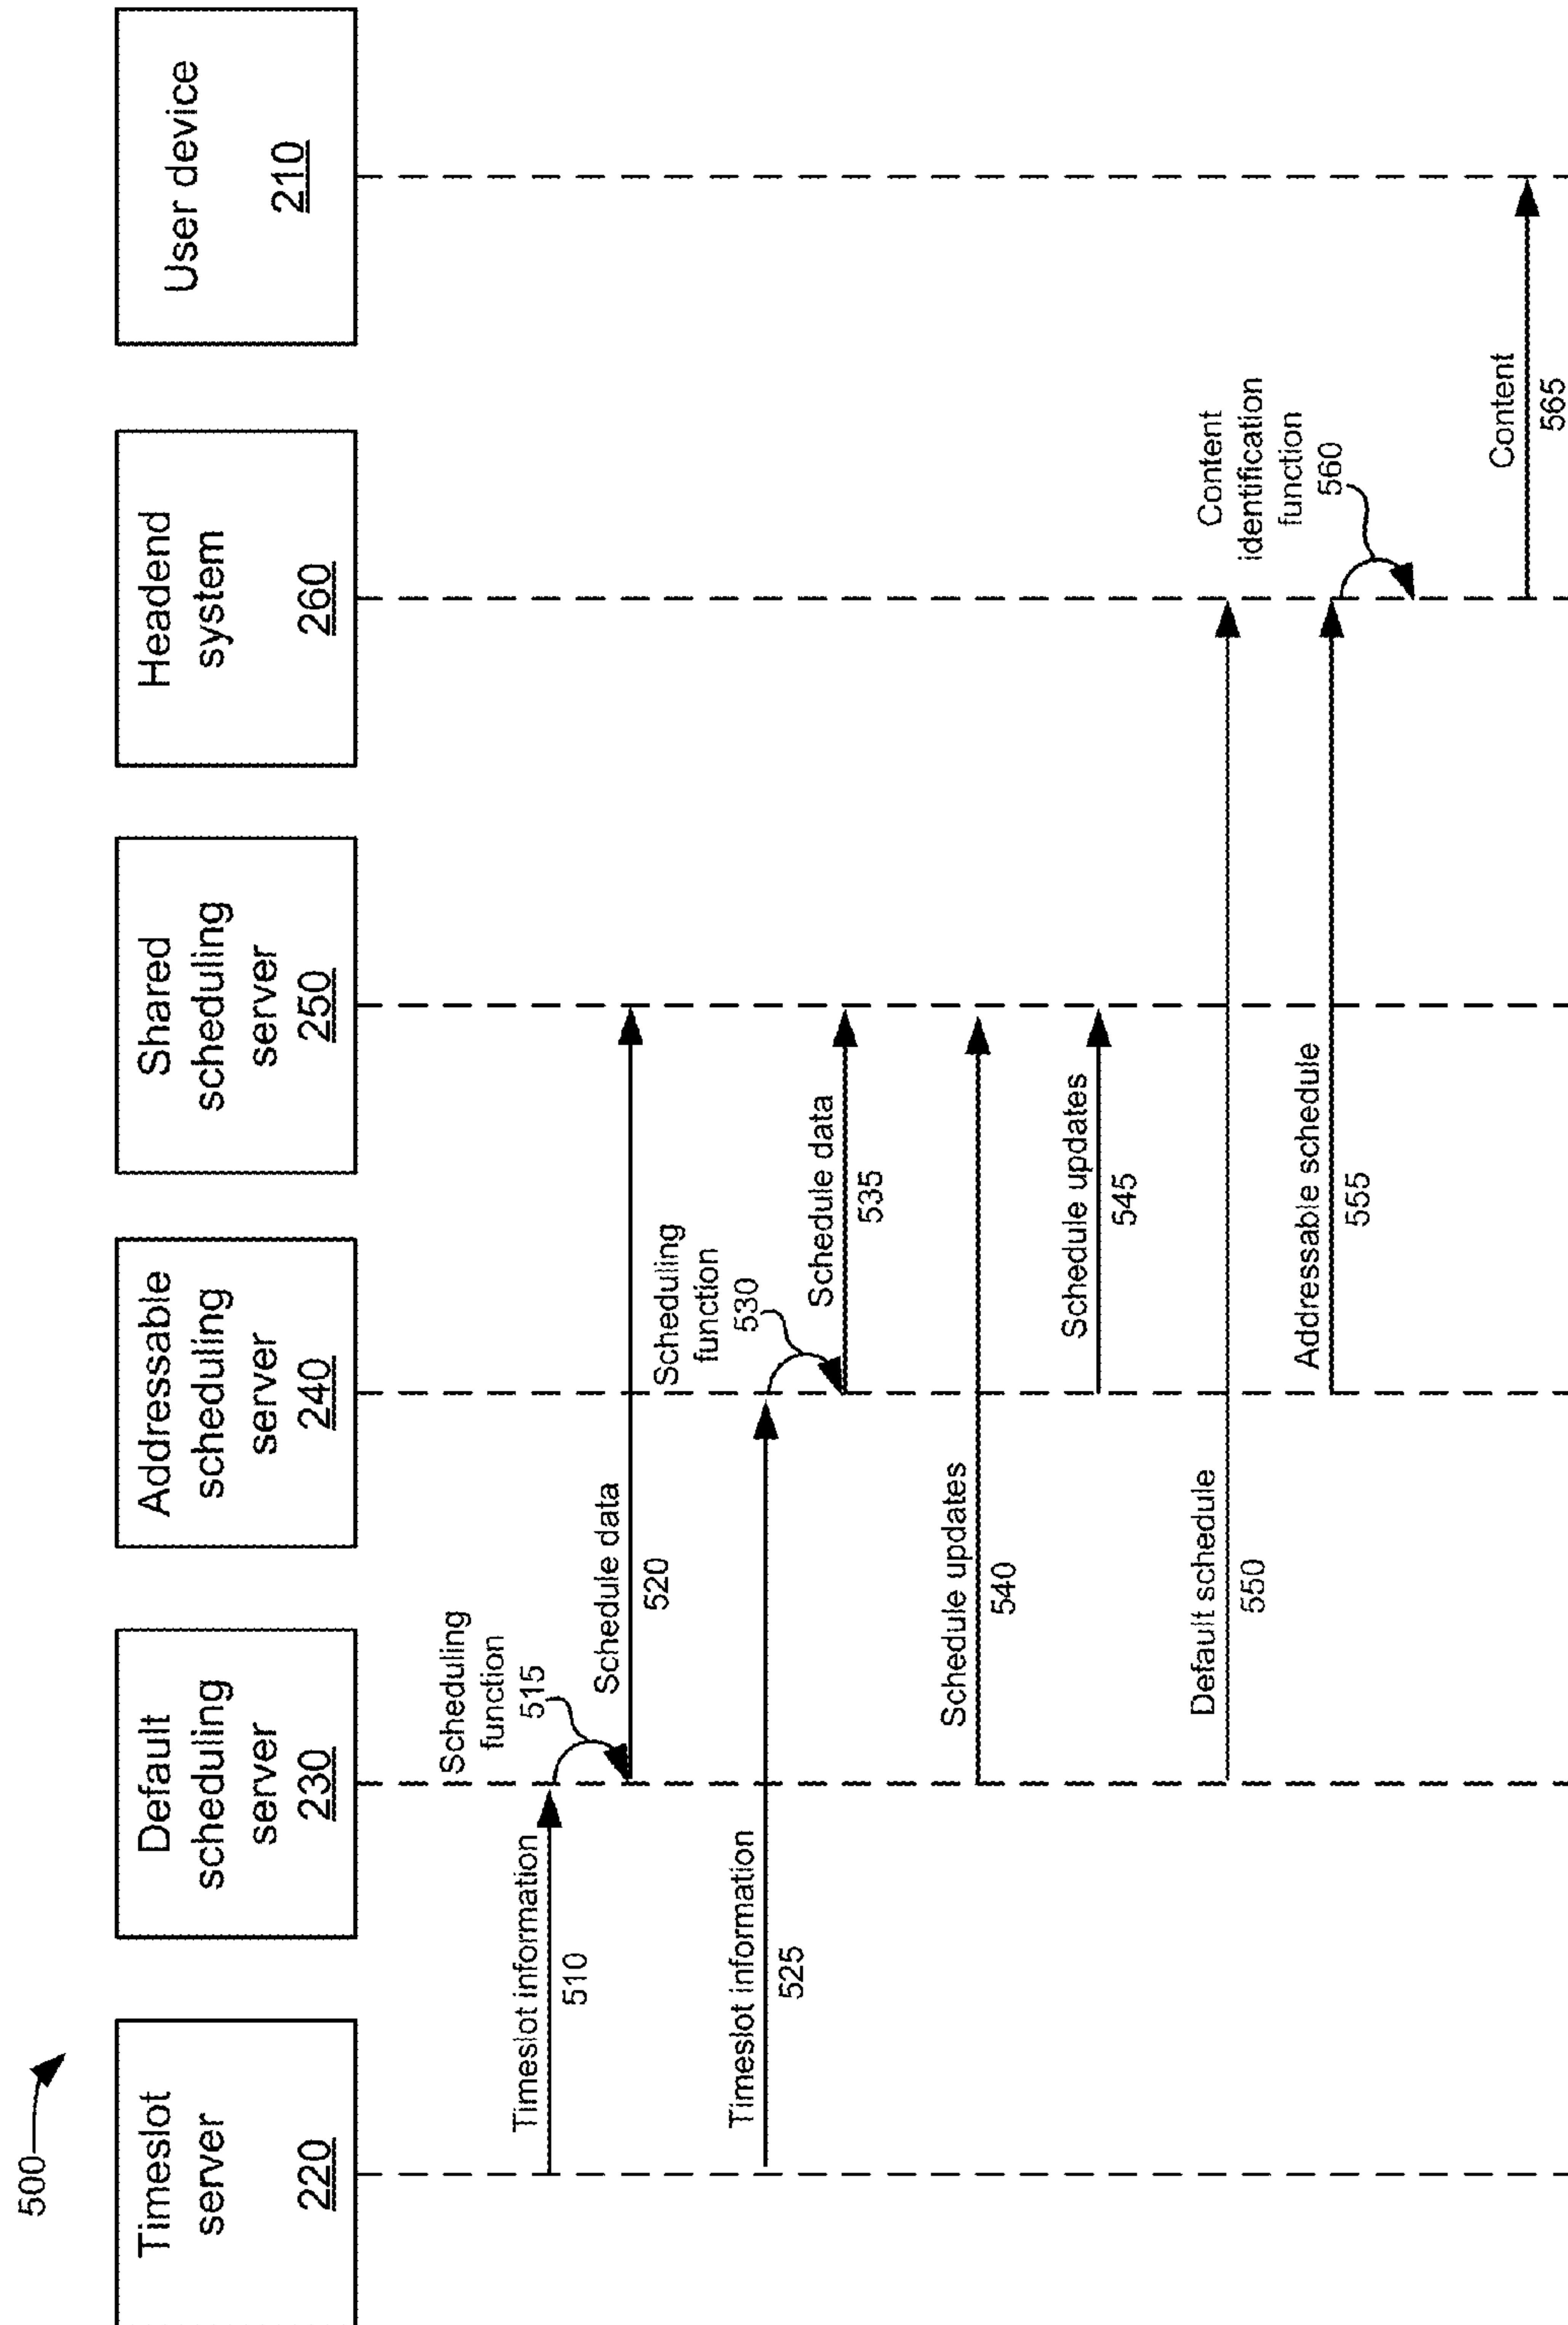 500
Timeslot
server
220
Default
scheduling
server
230
Addressable
scheduling
server
240
Shared
scheduling
server
250
Headend
system
260
User device
210
Timeslot information
510
Scheduling
function
515
Schedule data
520
Timeslot information
525
Scheduling
function
530
Schedule data
535
Schedule updates
540
Schedule updates
545
Default schedule
550
Addressable schedule
555
Content
identification
function
560
Content
565